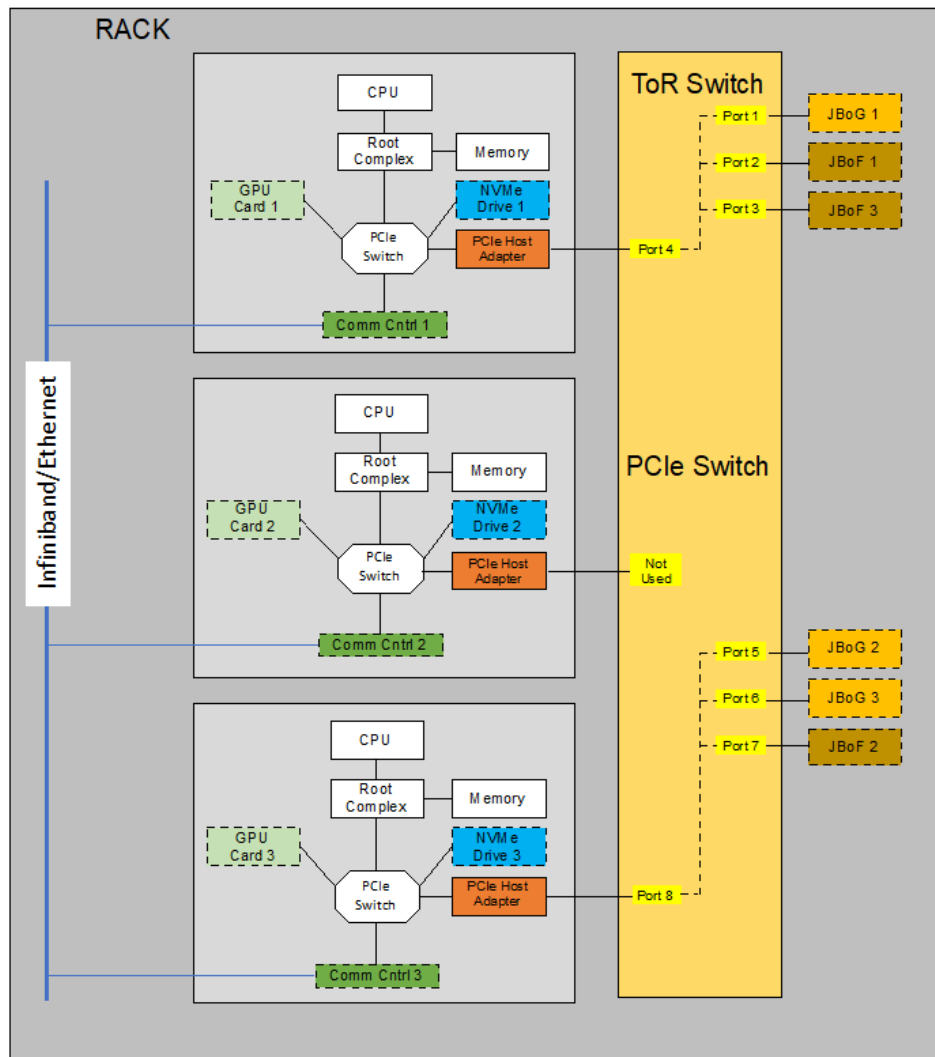 RACK
ToR Switch
CPU
Root
Complex
Memory
GPU
Card 1
NVMe
Drive 1
PCIe
Switch
PCIe Host
Adapter
Comm Cntrl 1
Port 1
JBoG 1
Port 2
JBoF 1
Port 3
JBoF 3
Port 4
Infiniband/Ethernet
CPU
Root
Complex
Memory
PCIe Switch
GPU
Card 2
NVMe
Drive 2
PCIe
Switch
PCIe Host
Adapter
Not
Used
Comm Cntrl 2
Port 5
JBoG 2
Port 6
JBoG 3
Port 7
JBoF 2
CPU
Root
Complex
Memory
GPU
Card 3
NVMe
Drive 3
PCIe
Switch
PCIe Host
Adapter
Port 8
Comm Cntrl 3